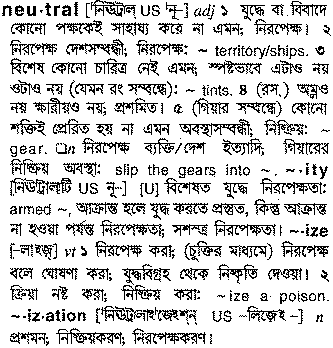 neu·tral [নিউট্রাল্ US নূ-] adj ১ যুদ্ধে বা বিবাদে
কোনো পক্ষকেই সাহায্য করে না এমন; নিরপেক্ষ। ২
নিরপেক্ষ দেশসম্বন্ধী; নিরপেক্ষ: ~ territory/ships. ৩
বিশেষ কোনো চারিত্র নেই এমন; স্পষ্টভাবে এটাও নয়
ওটাও নয় (যেমন রং সম্বন্ধে): ~ tints. ৪ (রস.) অম্লও
নয় ক্ষারীয়ও নয়; প্রশমিত। ৫ (গিয়ার সম্বন্ধে) কোনো
শক্তিই প্রেরিত হয় না এমন অবস্থাসম্বন্ধী, নিষ্ক্রিয়: ~
gear. □n নিরপেক্ষ ব্যক্তি/দেশ ইত্যাদি; গিয়ারের
নিষ্ক্রিয় অবস্থা: slip the gears into ~. ~·ity
[নিউট্র্যালটি US নূ-] [U] বিশেষত যুদ্ধে নিরপেক্ষতা:
armed ~, আক্রান্ত হলে যুদ্ধ করতে প্রস্তুত, কিন্তু আক্রান্ত
না হওয়া পর্যন্ত নিরপেক্ষতা; সশস্ত্র নিরপেক্ষতা। ~·ize
[-লাইজ্] vt ১ নিরপেক্ষ করা; (চুক্তির মাধ্যমে) নিরপেক্ষ
বলে ঘোষণা করা; যুদ্ধবিগ্রহ থেকে নিষ্কৃতি দেওয়া। ২
ক্রিয়া নষ্ট করা; নিষ্ক্রিয় করা: ~ize a poison.
~·iz·ation [নিউট্রালাইজেইশ্‌ন্ US -লিজেই-] n
প্রশমন; নিষ্ক্রিয়করণ; নিরপেক্ষকরণ।